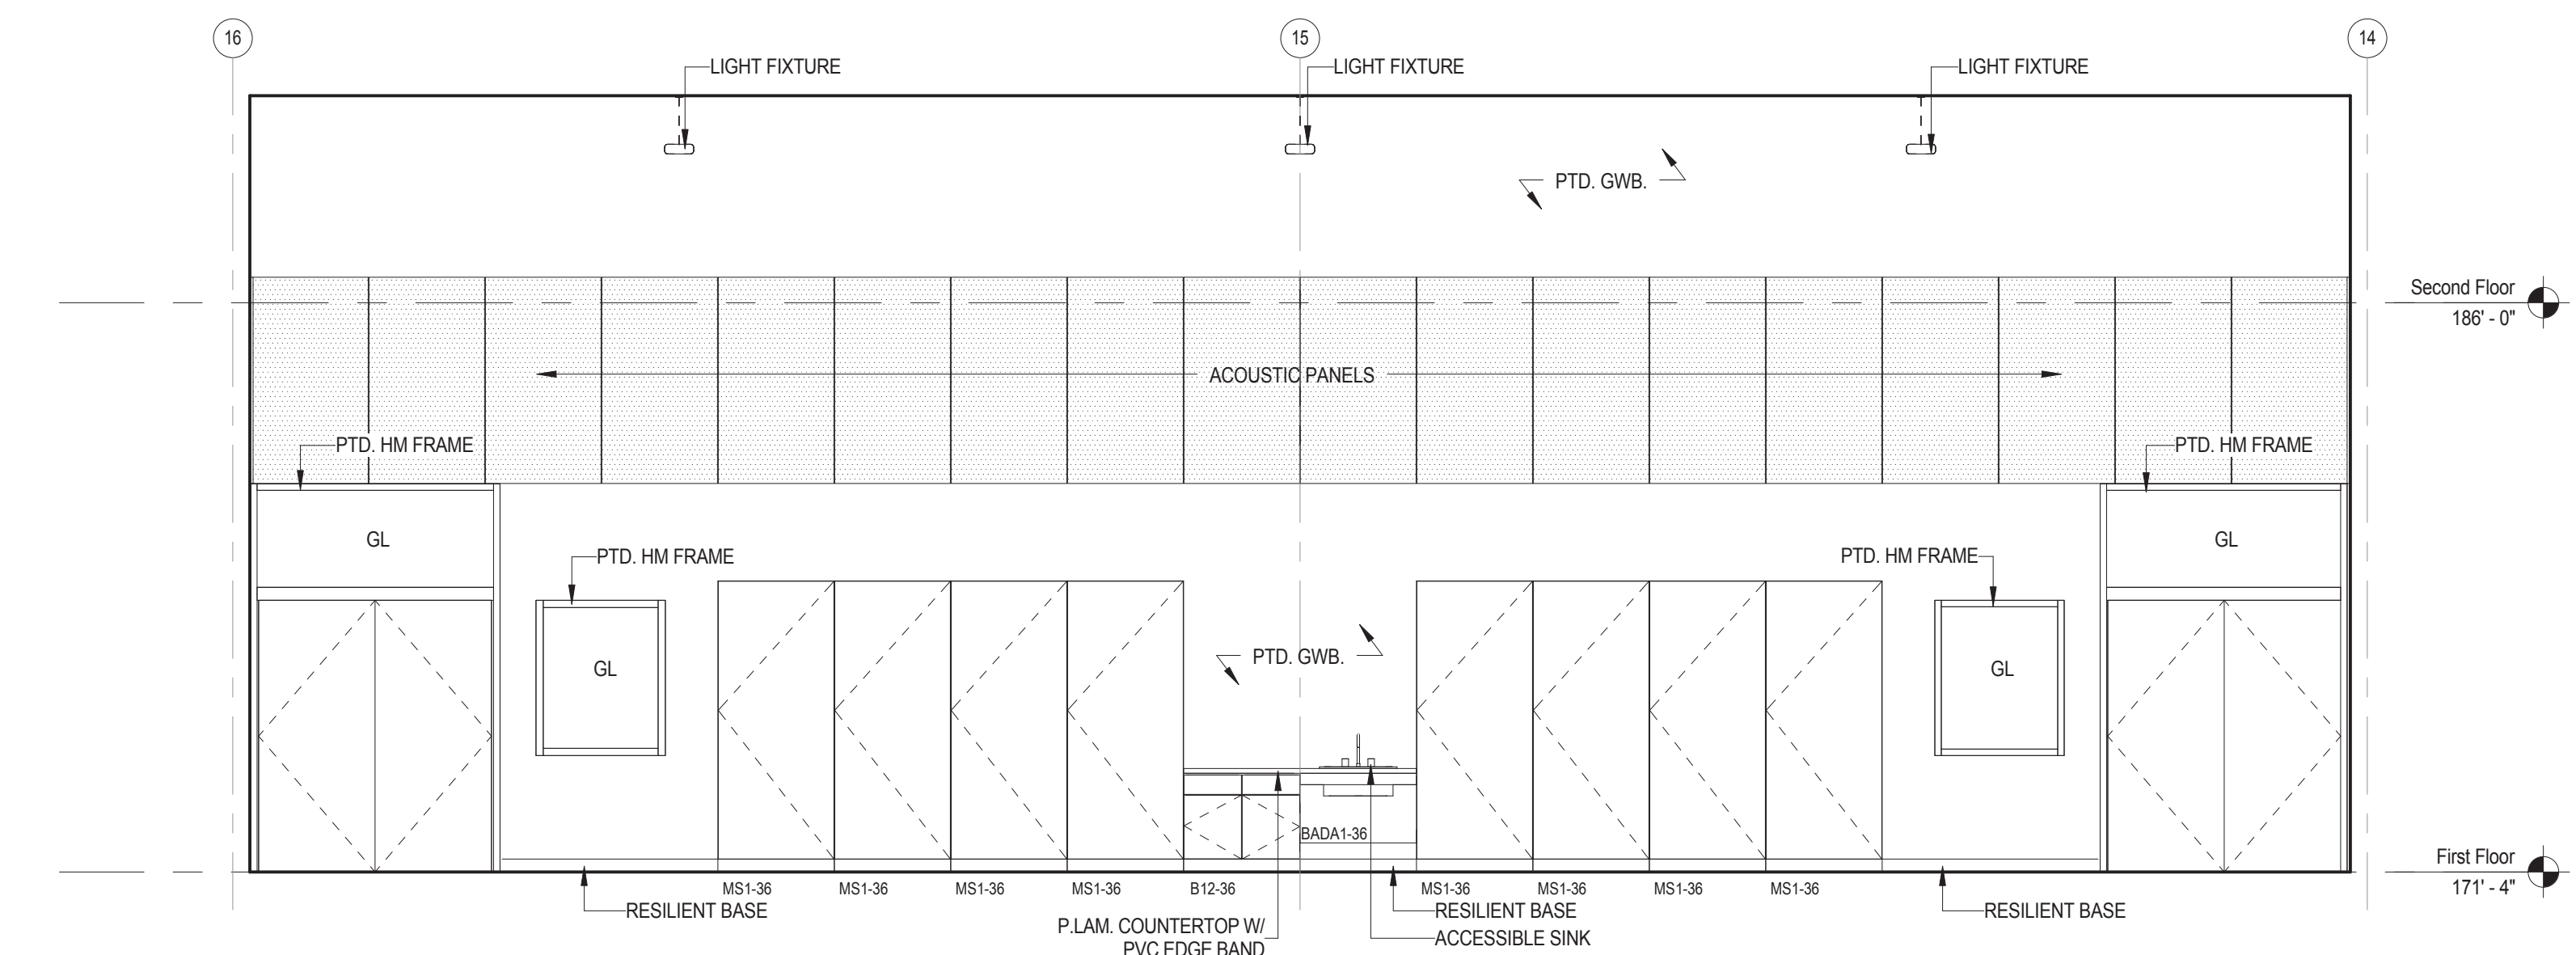 16
15
14
LIGHT FIXTURE
LIGHT FIXTURE
LIGHT FIXTURE
PTD. GWB.
Second Floor
186' - 0"
ACOUSTIC PANELS
PTD. HM FRAME
PTD. HM FRAME
GL
GL
PTD. HM FRAME
PTD. HM FRAME
GL
PTD. GWB.
GL
BADA1-36
First Floor
171' - 4"
MS1-36
MS1-36
MS1-36
MS1-36
B12-36
MS1-36
MS1-36
MS1-36
MS1-36
RESILIENT BASE
RESILIENT BASE
RESILIENT BASE
P.LAM. COUNTERTOP W/
PVC EDGE BAND
ACCESSIBLE SINK